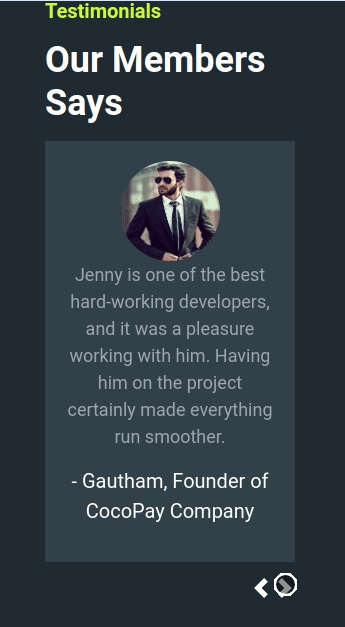 Testimonials
Our Members
Says
Jenny is one of the best
hard-working developers,
and it was a pleasure
working with him. Having
him on the project
certainly made everything
run smoother.
- Gautham, Founder of
CocoPay Company